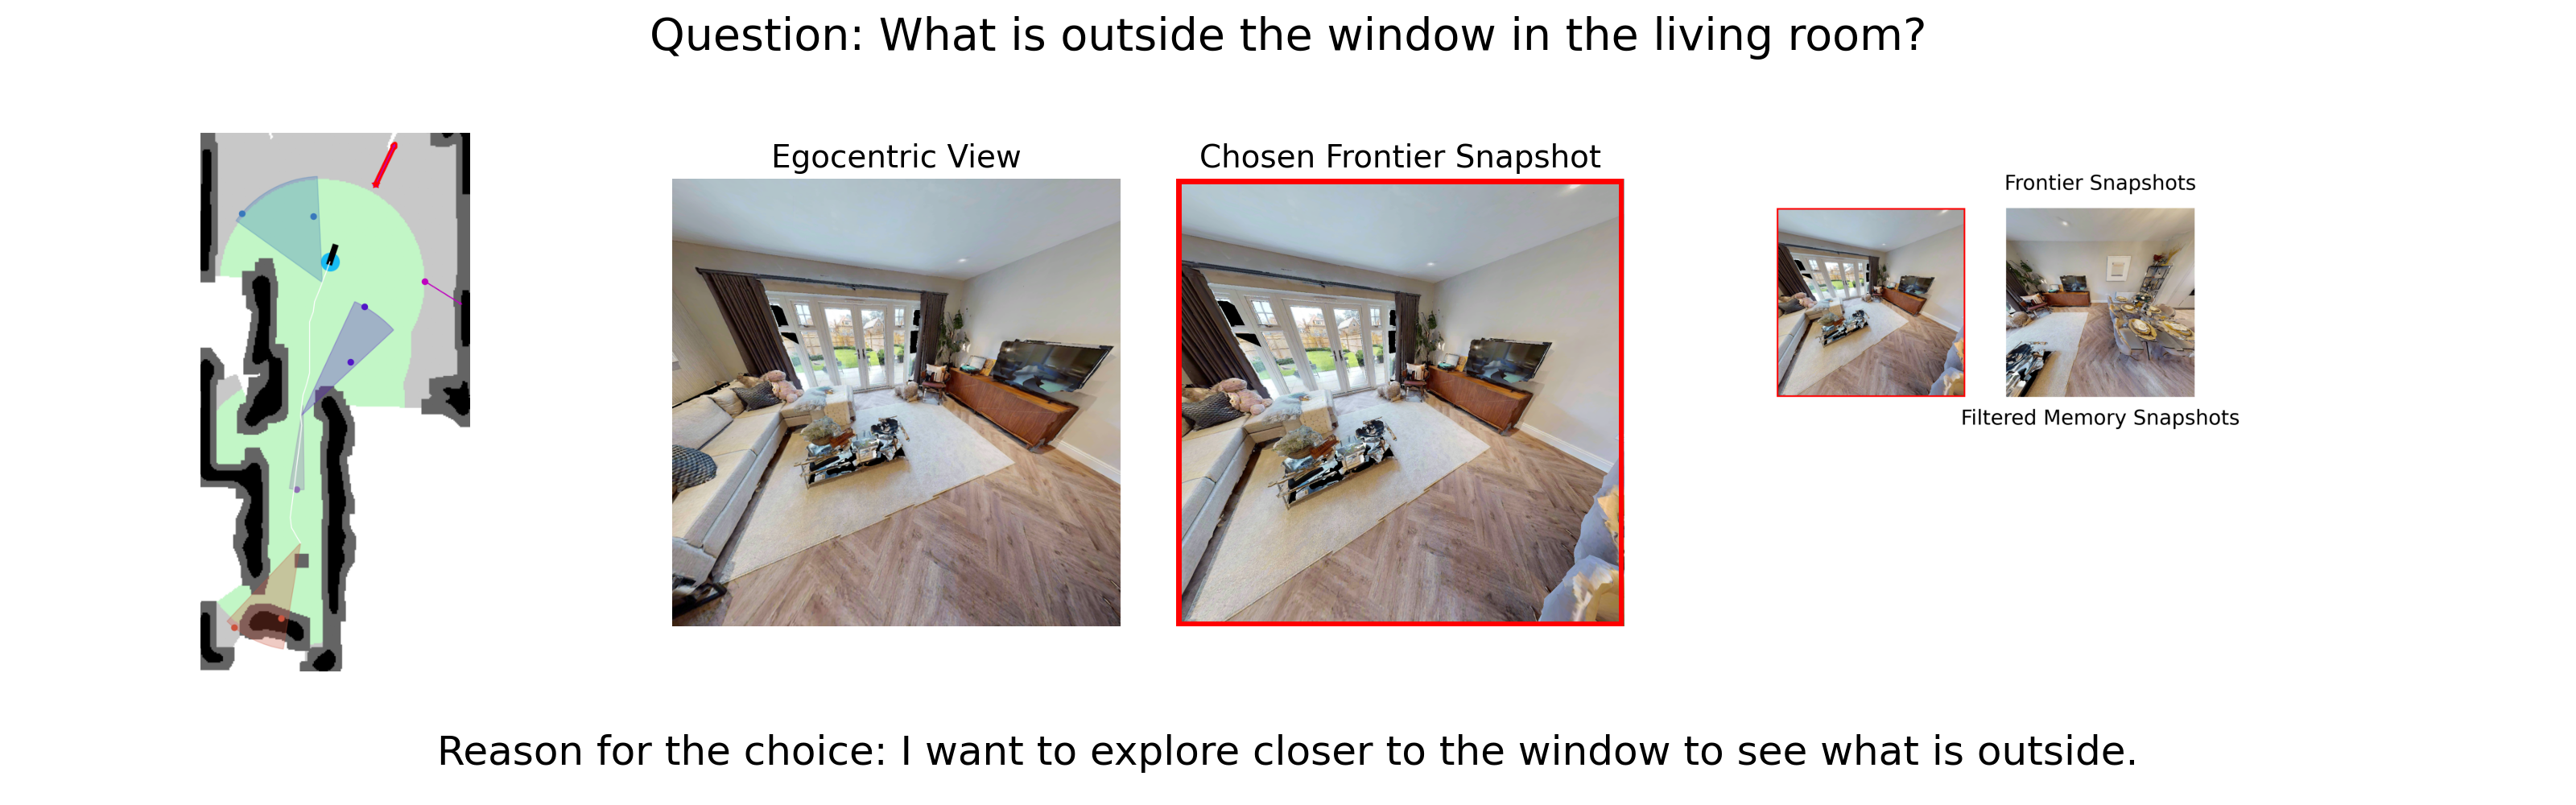 Question: What is outside the window in the living room?
Egocentric View
Chosen Frontier Snapshot
Frontier Snapshots
Filtered Memory Snapshots
Reason for the choice: I want to explore closer to the window to see what is outside.